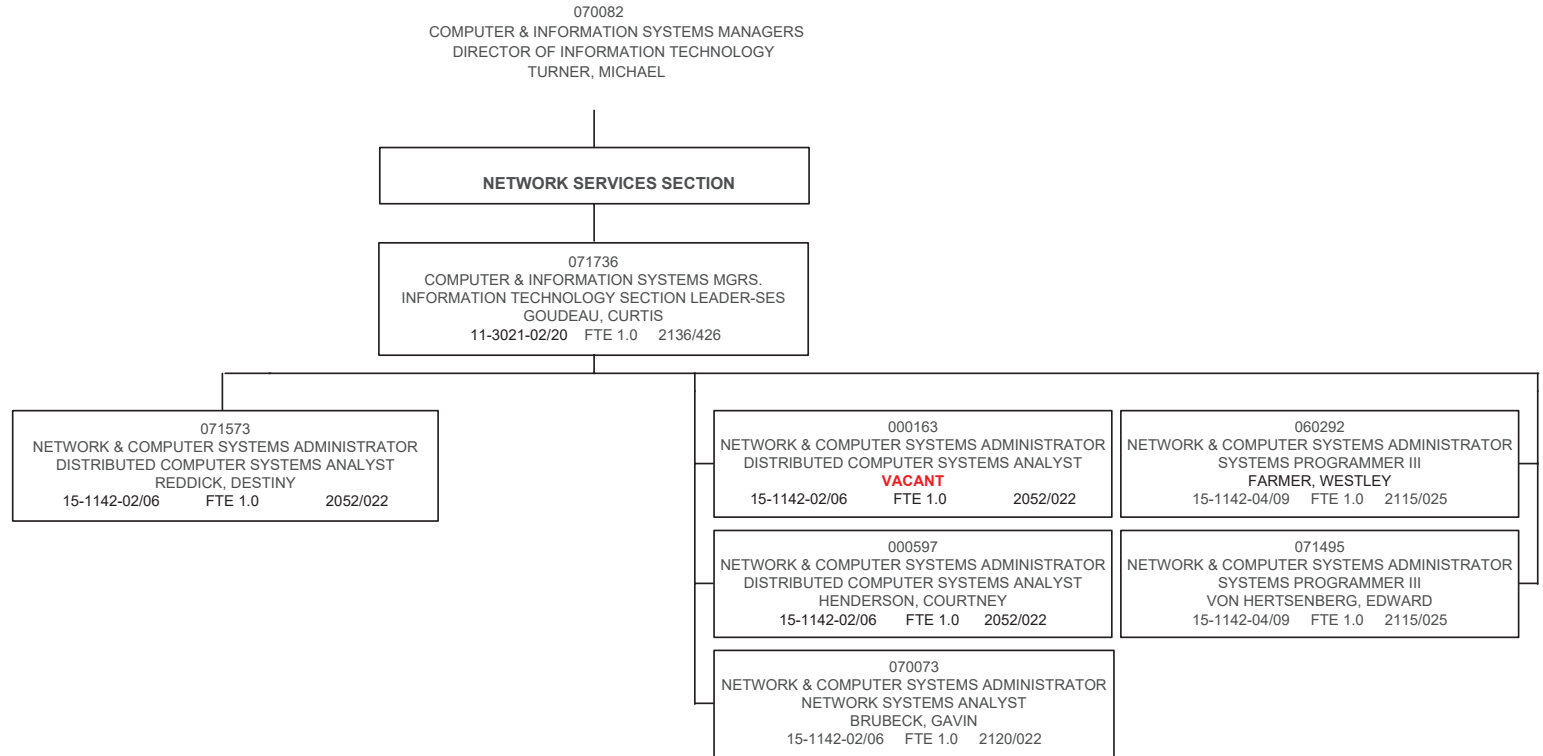 070082
COMPUTER & INFORMATION SYSTEMS MANAGERS
DIRECTOR OF INFORMATION TECHNOLOGY
TURNER, MICHAEL
NETWORK SERVICES SECTION
071736
COMPUTER & INFORMATION SYSTEMS MGRS.
INFORMATION TECHNOLOGY SECTION LEADER-SES
GOUDEAU, CURTIS
11-3021-02/20 FTE 1.0 2136/426
071573
NETWORK & COMPUTER SYSTEMS ADMINISTRATOR
DISTRIBUTED COMPUTER SYSTEMS ANALYST
REDDICK, DESTINY
15-1142-02/06 FTE 1.0 2052/022
000163
NETWORK & COMPUTER SYSTEMS ADMINISTRATOR
DISTRIBUTED COMPUTER SYSTEMS ANALYST
VACANT
15-1142-02/06 FTE 1.0 2052/022
060292
NETWORK & COMPUTER SYSTEMS ADMINISTRATOR
SYSTEMS PROGRAMMER III
FARMER, WESTLEY
15-1142-04/09 FTE 1.0 2115/025
000597
NETWORK & COMPUTER SYSTEMS ADMINISTRATOR
DISTRIBUTED COMPUTER SYSTEMS ANALYST
HENDERSON, COURTNEY
15-1142-02/06 FTE 1.0 2052/022
071495
NETWORK & COMPUTER SYSTEMS ADMINISTRATOR
SYSTEMS PROGRAMMER III
VON HERTSENBERG, EDWARD
15-1142-04/09 FTE 1.0 2115/025
070073
NETWORK & COMPUTER SYSTEMS ADMINISTRATOR
NETWORK SYSTEMS ANALYST
BRUBECK, GAVIN
15-1142-02/06 FTE 1.0 2120/022